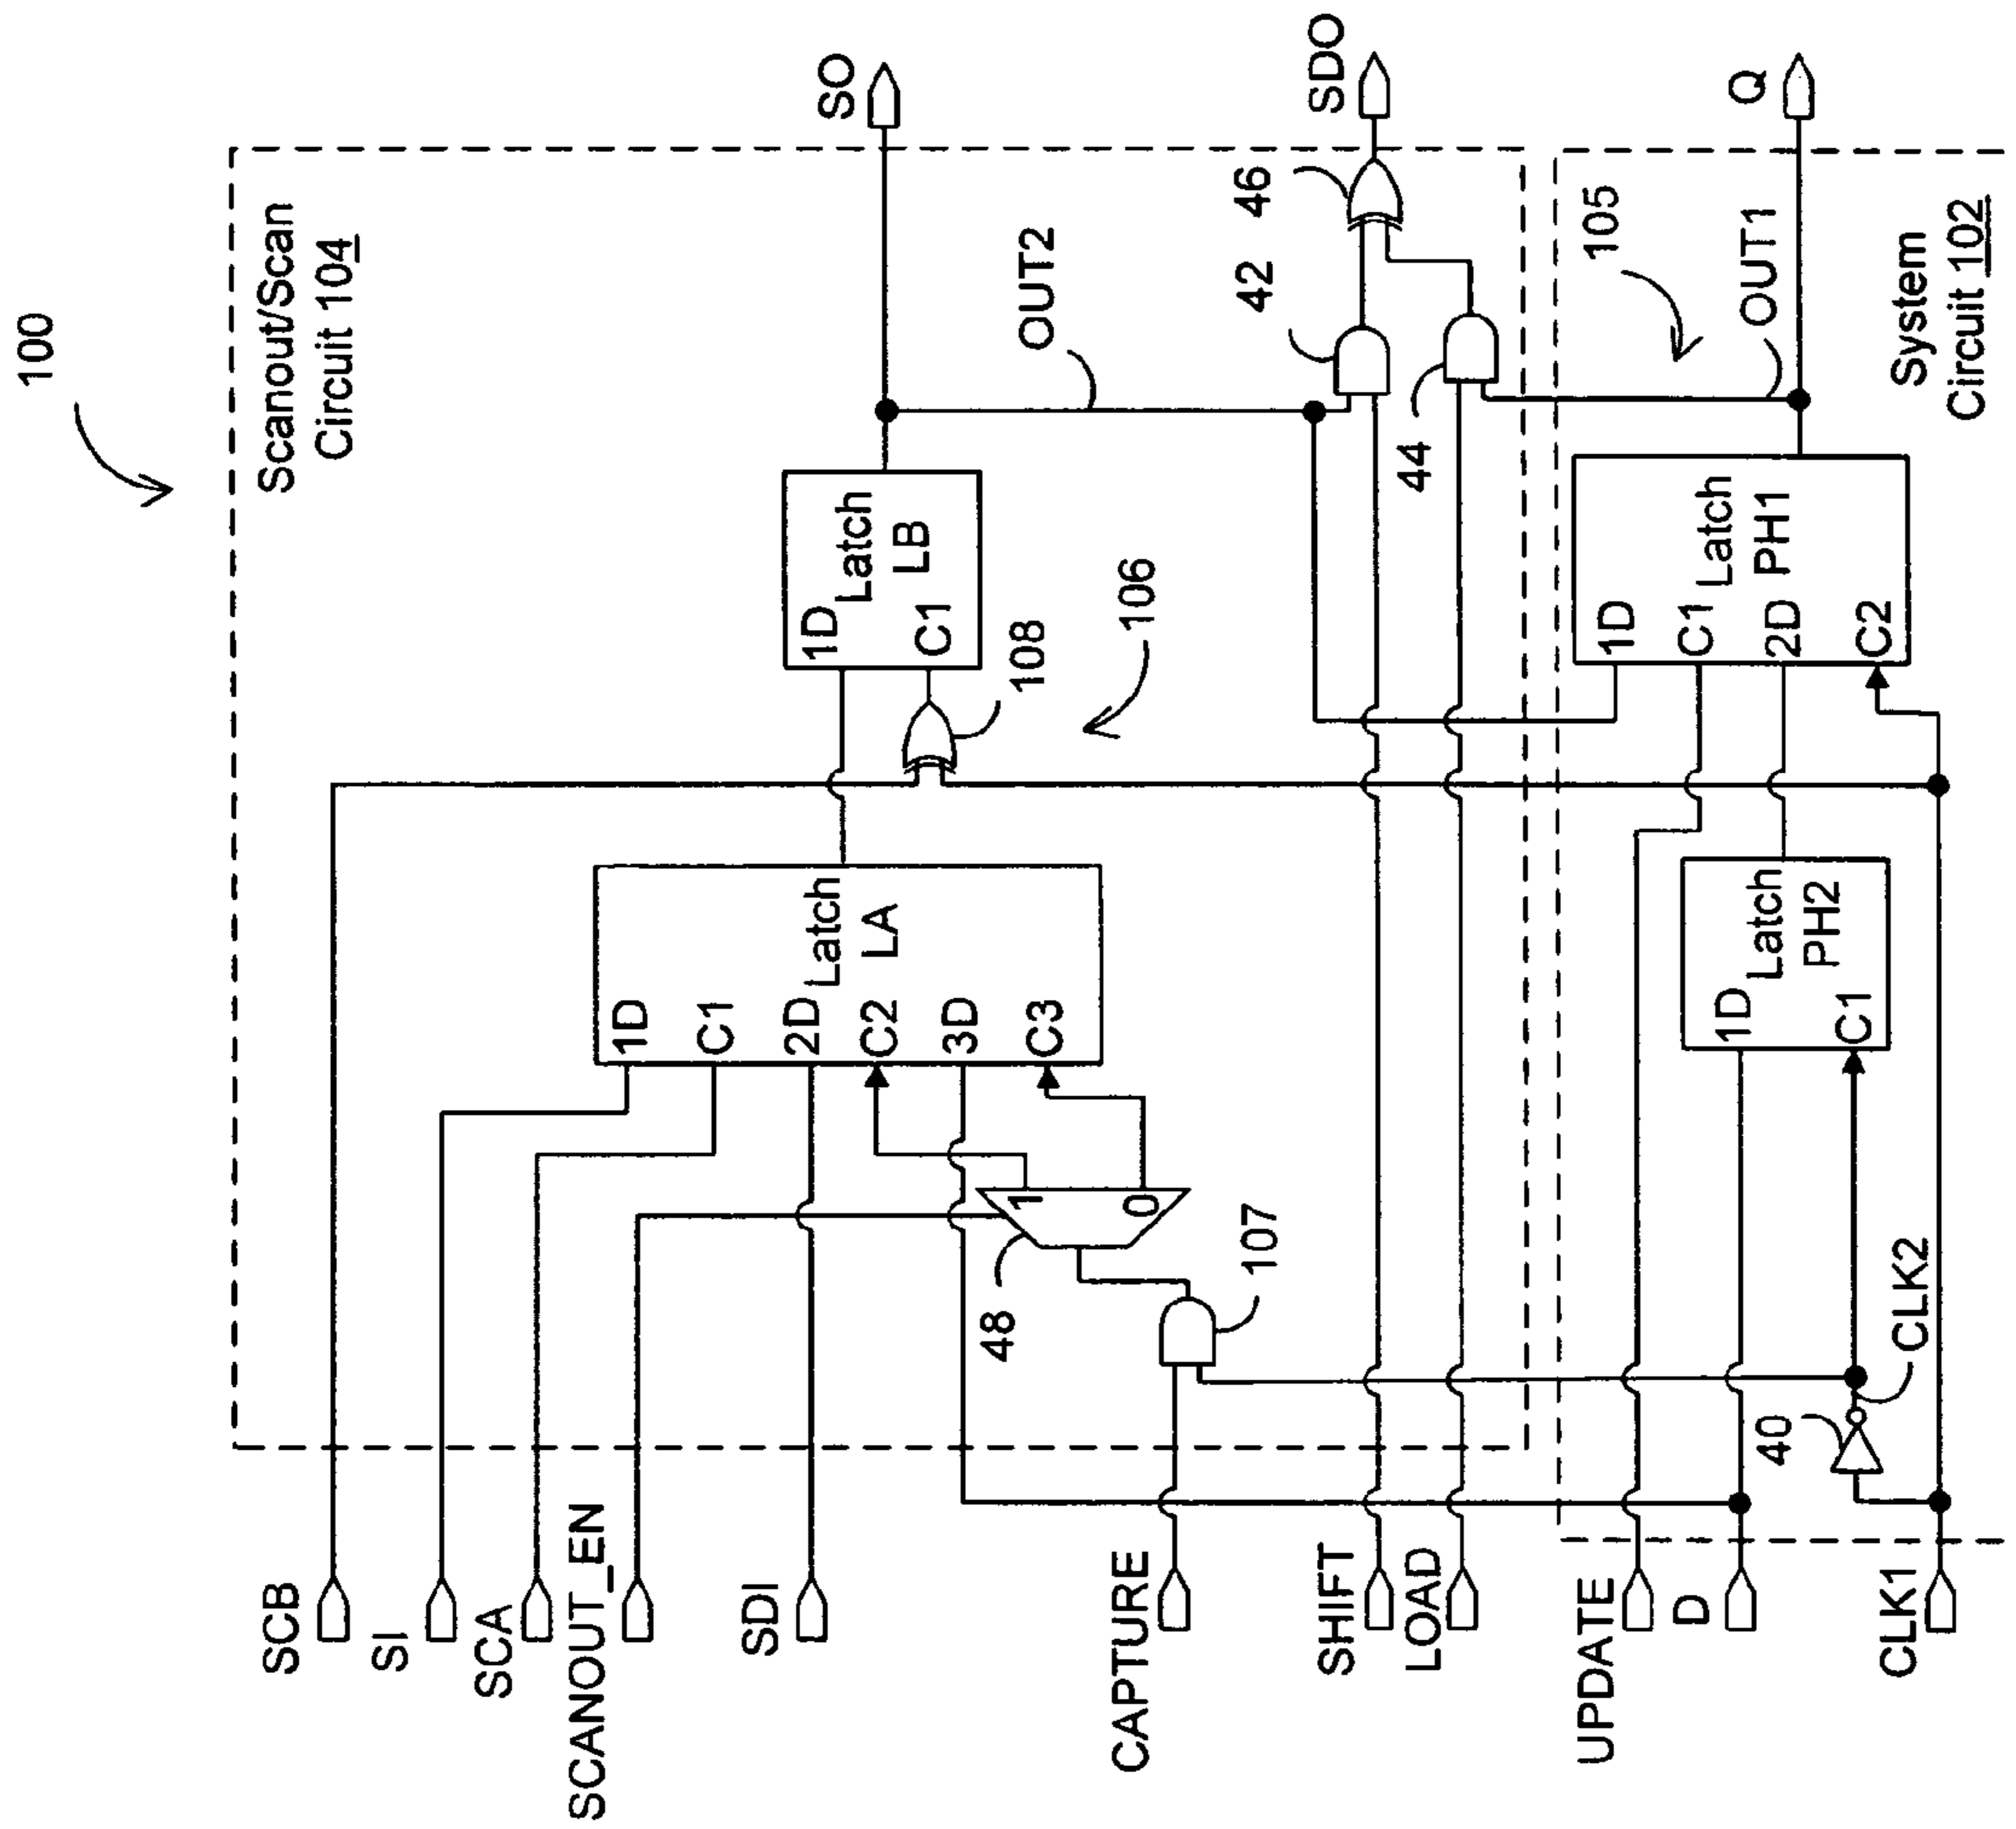 100
Scanout/Scan
Circuit 104
SCB
SI
SCA
SCANOUT_EN
SDI
CAPTURE
SHIFT
LOAD
UPDATE
D
CLK1
1D
C1
2D
C2
3D
C3
Latch
LA
1
0
48
107
1D
C1
Latch
LB
108
106
OUT2
SO
42
44
46
SDO
40
CLK2
1D
C1
Latch
PH2
1D
C1
2D
C2
Latch
PH1
105
OUT1
Q
System
Circuit 102